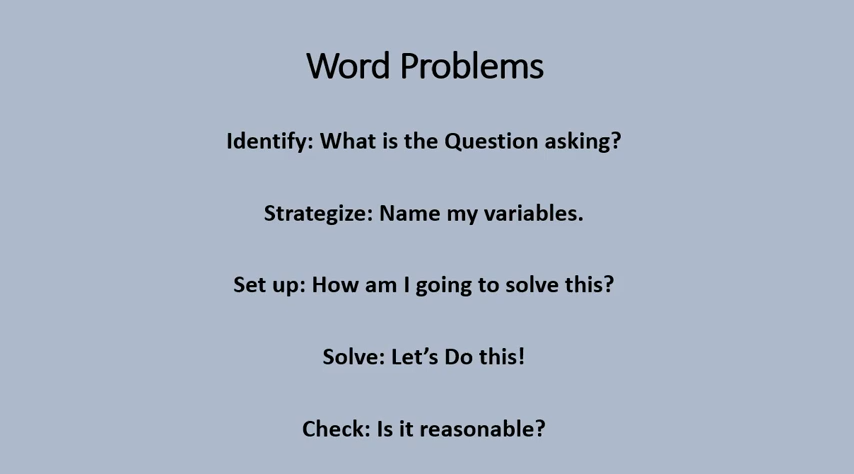 Word Problems
Identify: What is the Question asking?
Strategize: Name my variables.
Set up: How am I going to solve this?
Solve: Let’s Do this!
Check: Is it reasonable?